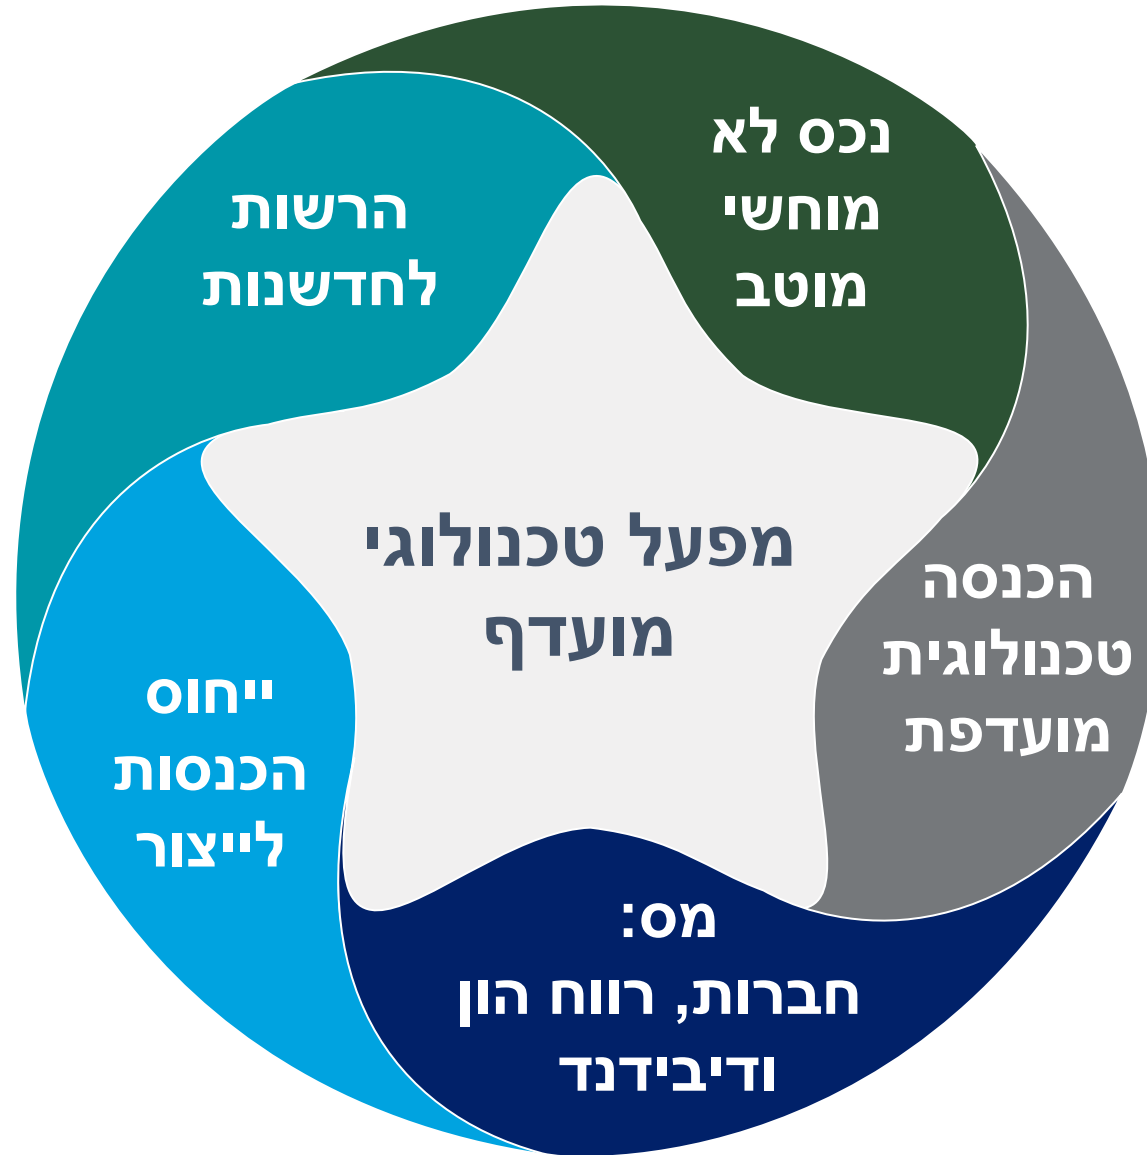 נכס לא
מוחשי
מוטב
הרשות
לחדשנות
מפעל טכנולוגי
מועדף
הכנסה
טכנולוגית
מועדפת
ייחוס
הכנסות
לייצור
מס:
חברות, רווח הון
ודיבידנד